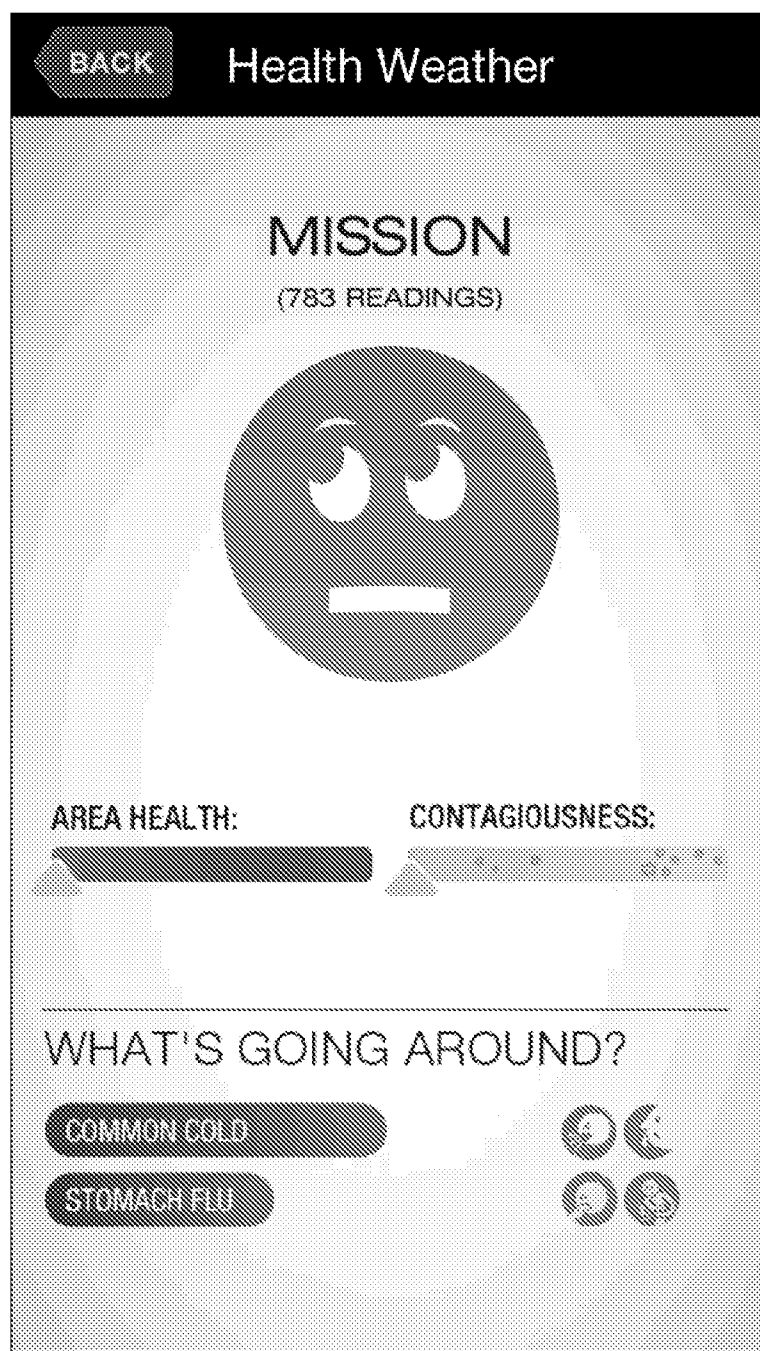 BACK
Health Weather
MISSION
(783 READINGS)
AREA HEALTH:
CONTAGIOUSNESS:
WHAT'S GOING AROUND?
COMMON COLD
STOMACH FLU